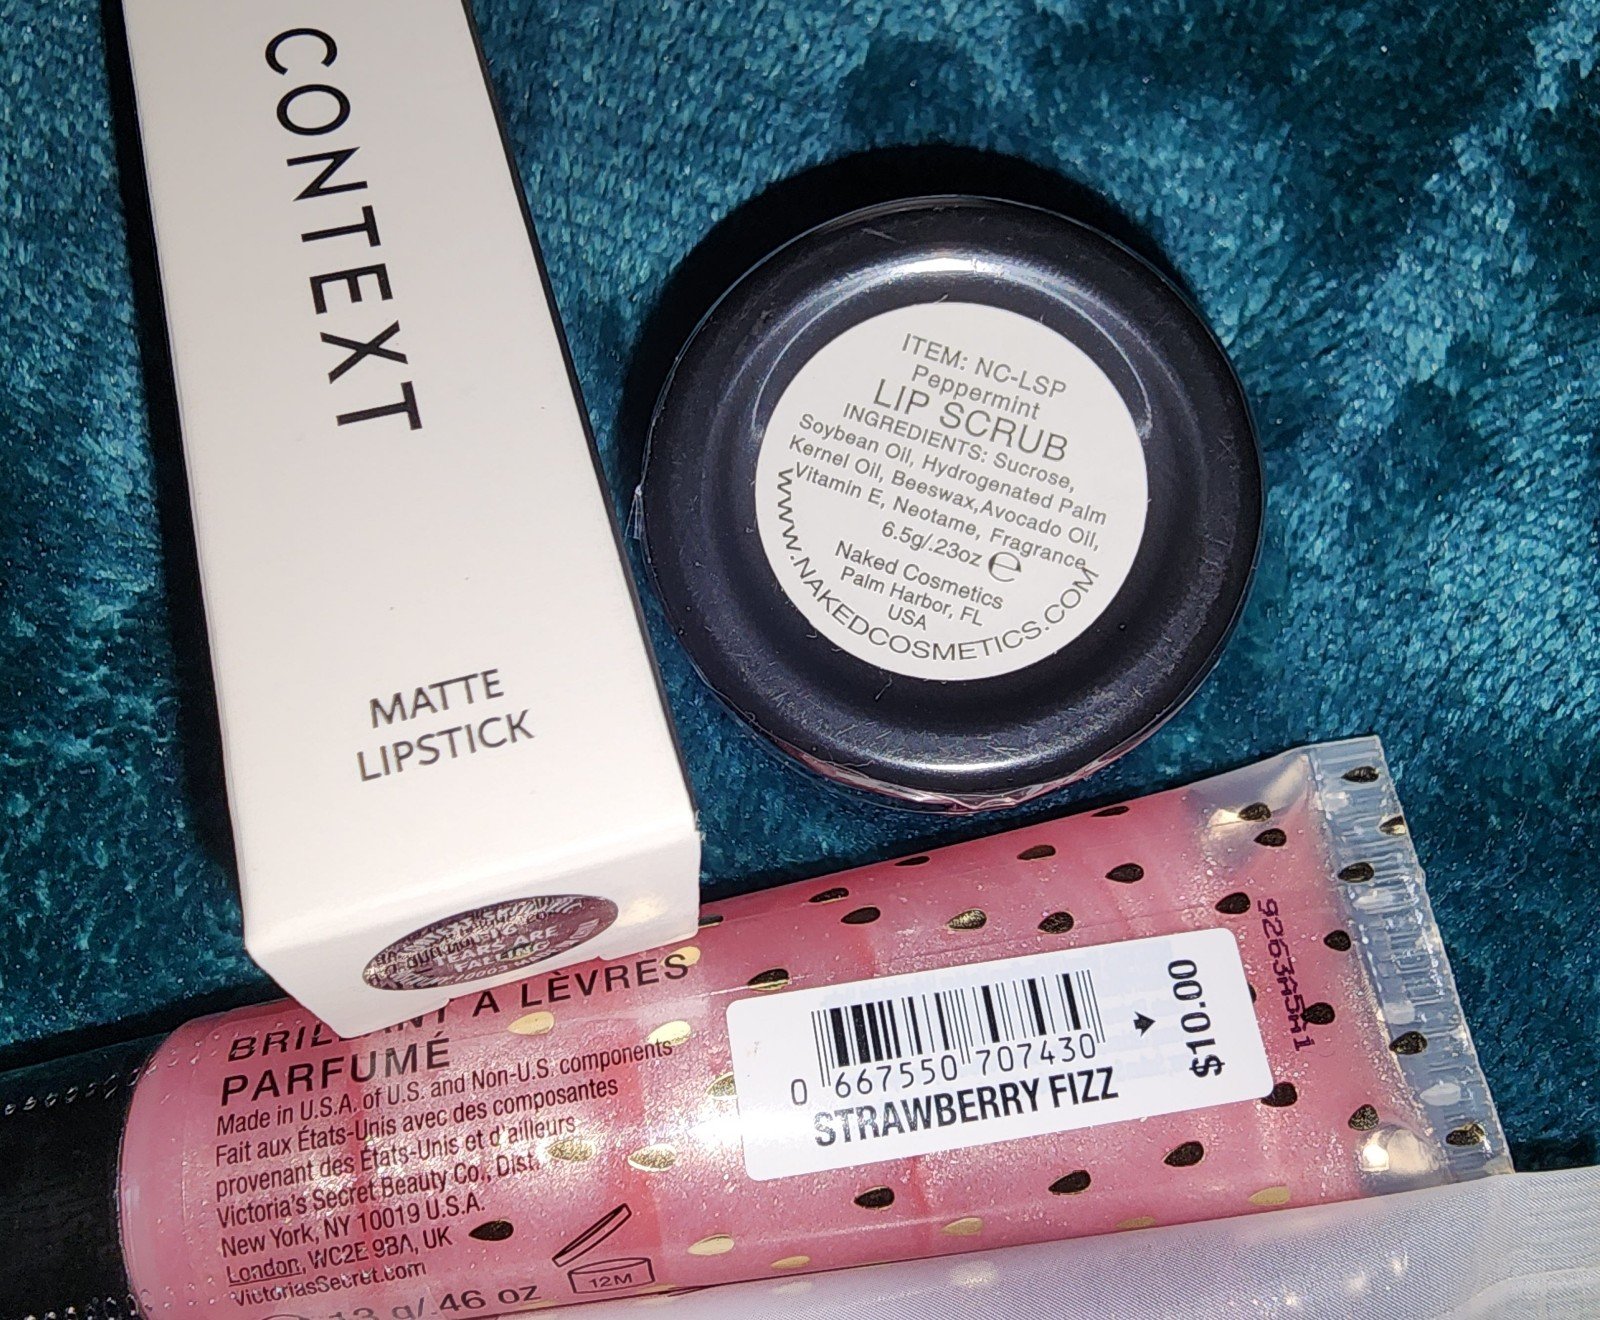 CONTEXT
MATTE
LIPSTICK
FALLING
ITEM: NC-LSP
Peppermint
LIP SCRUB
INGREDIENTS: Sucrose,
Soybean Oil, Hydrogenated Palm
Kernel Oil, Beeswax,Avocado Oil,
Vitamin E, Neotame, Fragrance
6.5g/.23oz ℮
Naked Cosmetics
Palm Harbor, FL
USA
www.NAKEDCOSMETICS.COM
À LÈVRES
PARFUMÉ
Made in U.S.A. of U.S. and Non-U.S. components
Fait aux États-Unis avec des composantes
provenant des États-Unis et d'ailleurs
Victoria's Secret Beauty Co., Dist.
New York, NY 10019 U.S.A.
London, WC2E 9BA, UK
VictoriasSecret.com
13 g/.46 oz
12M
0 667550 707430
$10.00
STRAWBERRY FIZZ